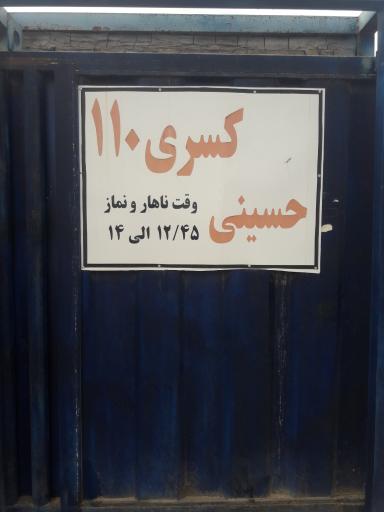 کسری ۱۱۰
حسینی
وقت ناهار و نماز
۱۲/۴۵ الی ۱۴